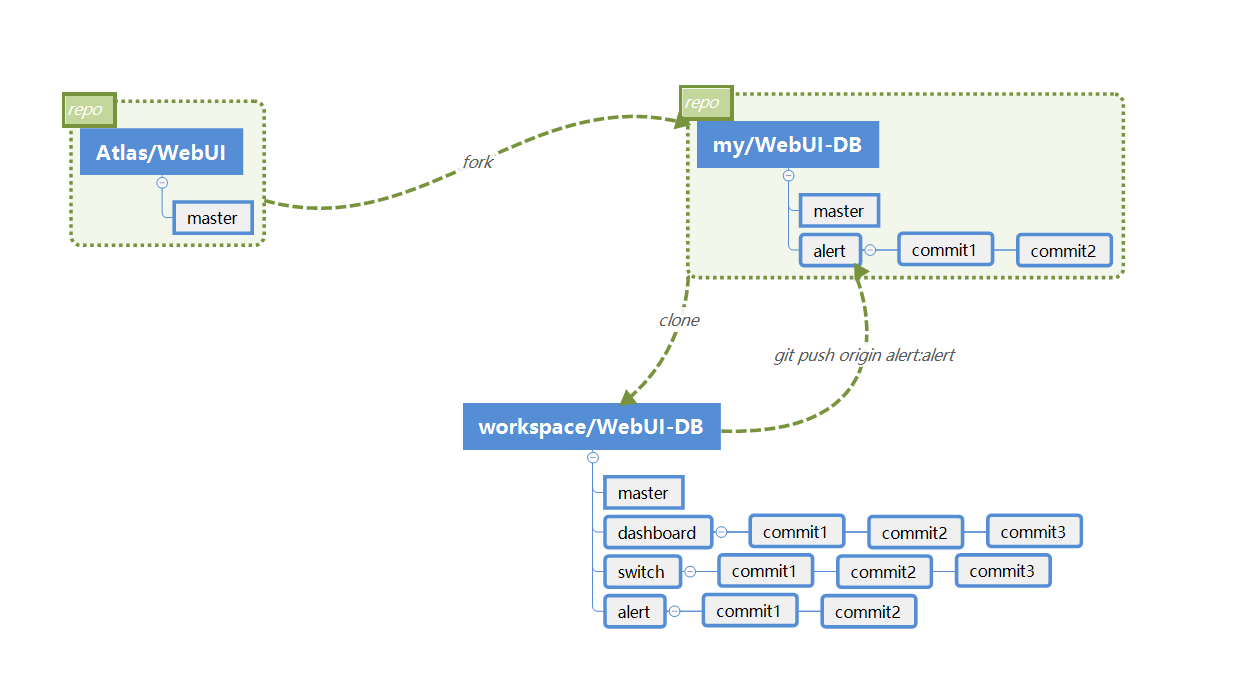 repo
Atlas/WebUI
master
fork
repo
my/WebUI-DB
master
alert commit1 commit2
clone
git push origin alert:alert
workspace/WebUI-DB
master
dashboard commit1 commit2 commit3
switch commit1 commit2 commit3
alert commit1 commit2